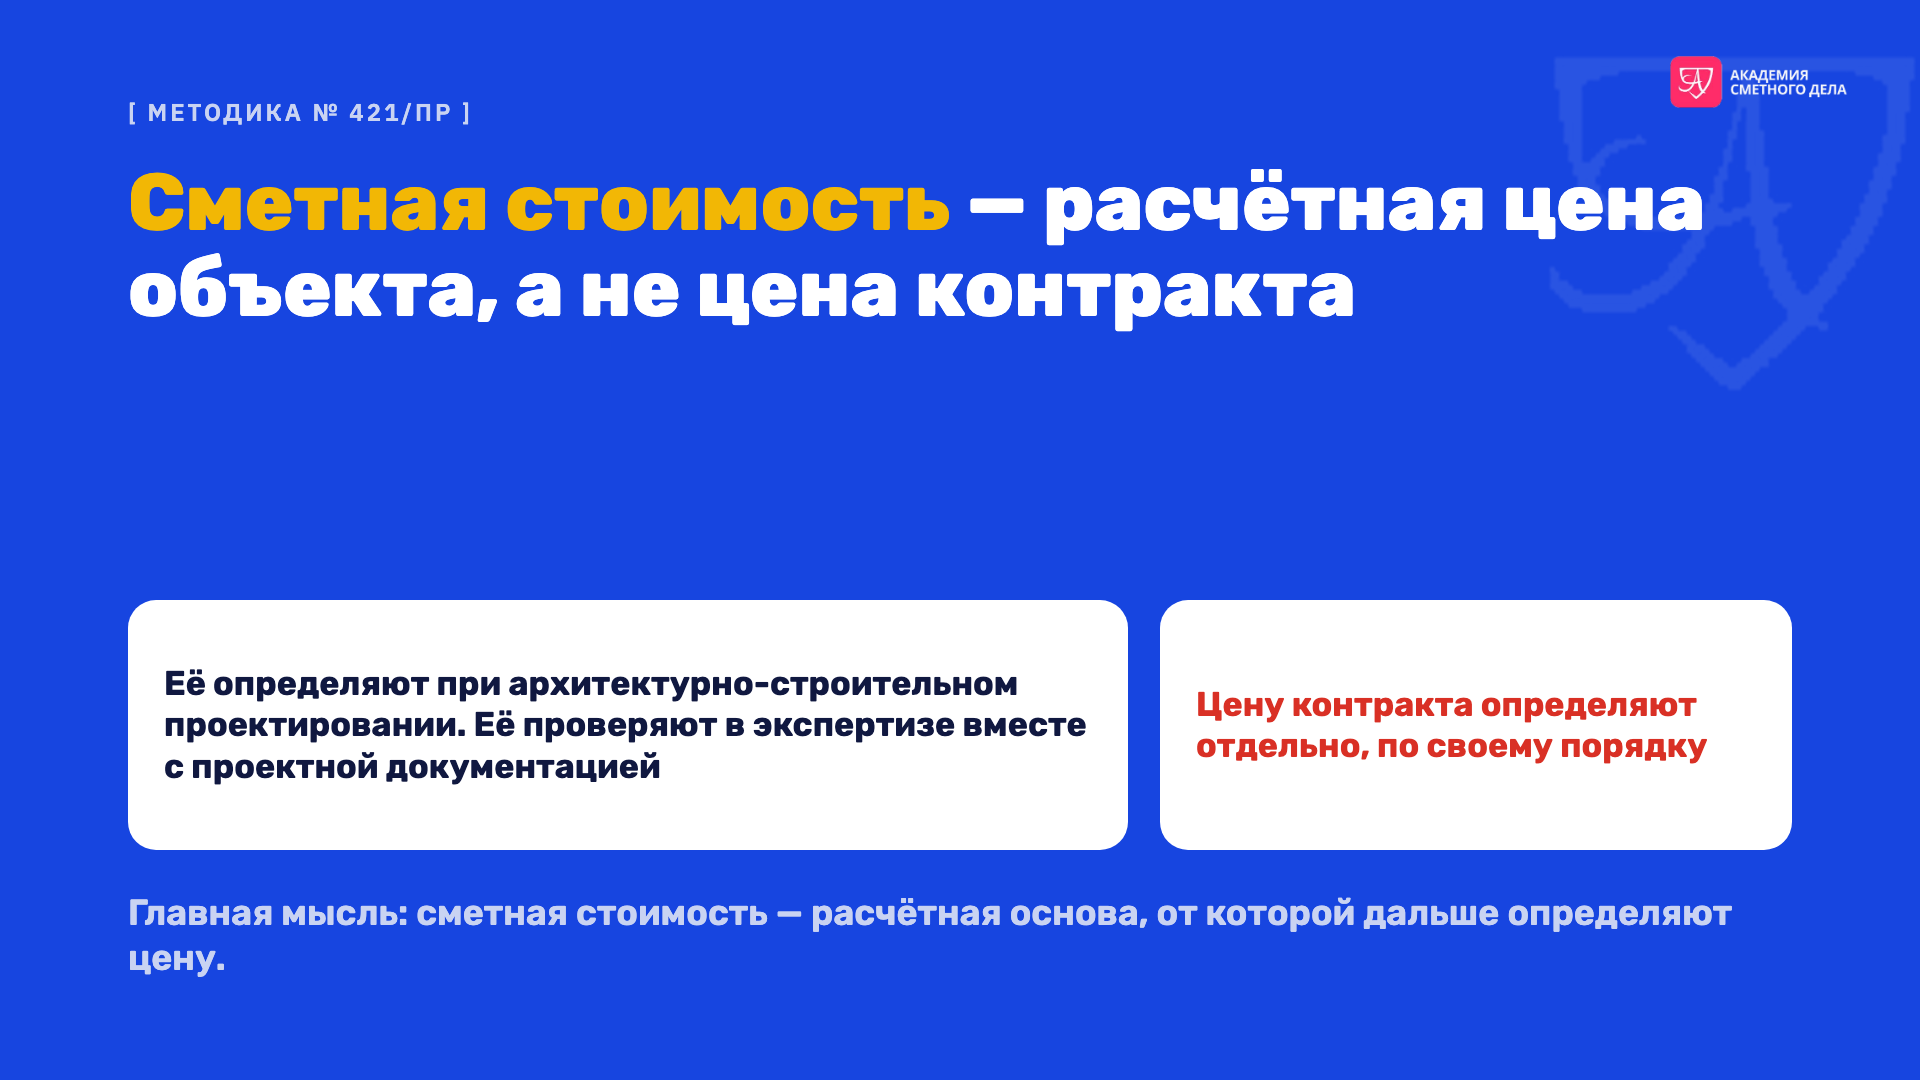 [ МЕТОДИКА № 421/ПР ]
АКАДЕМИЯ
СМЕТНОГО ДЕЛА
Сметная стоимость — расчётная цена
объекта, а не цена контракта
Её определяют при архитектурно-строительном
проектировании. Её проверяют в экспертизе вместе
с проектной документацией
Цену контракта определяют
отдельно, по своему порядку
Главная мысль: сметная стоимость — расчётная основа, от которой дальше определяют
цену.